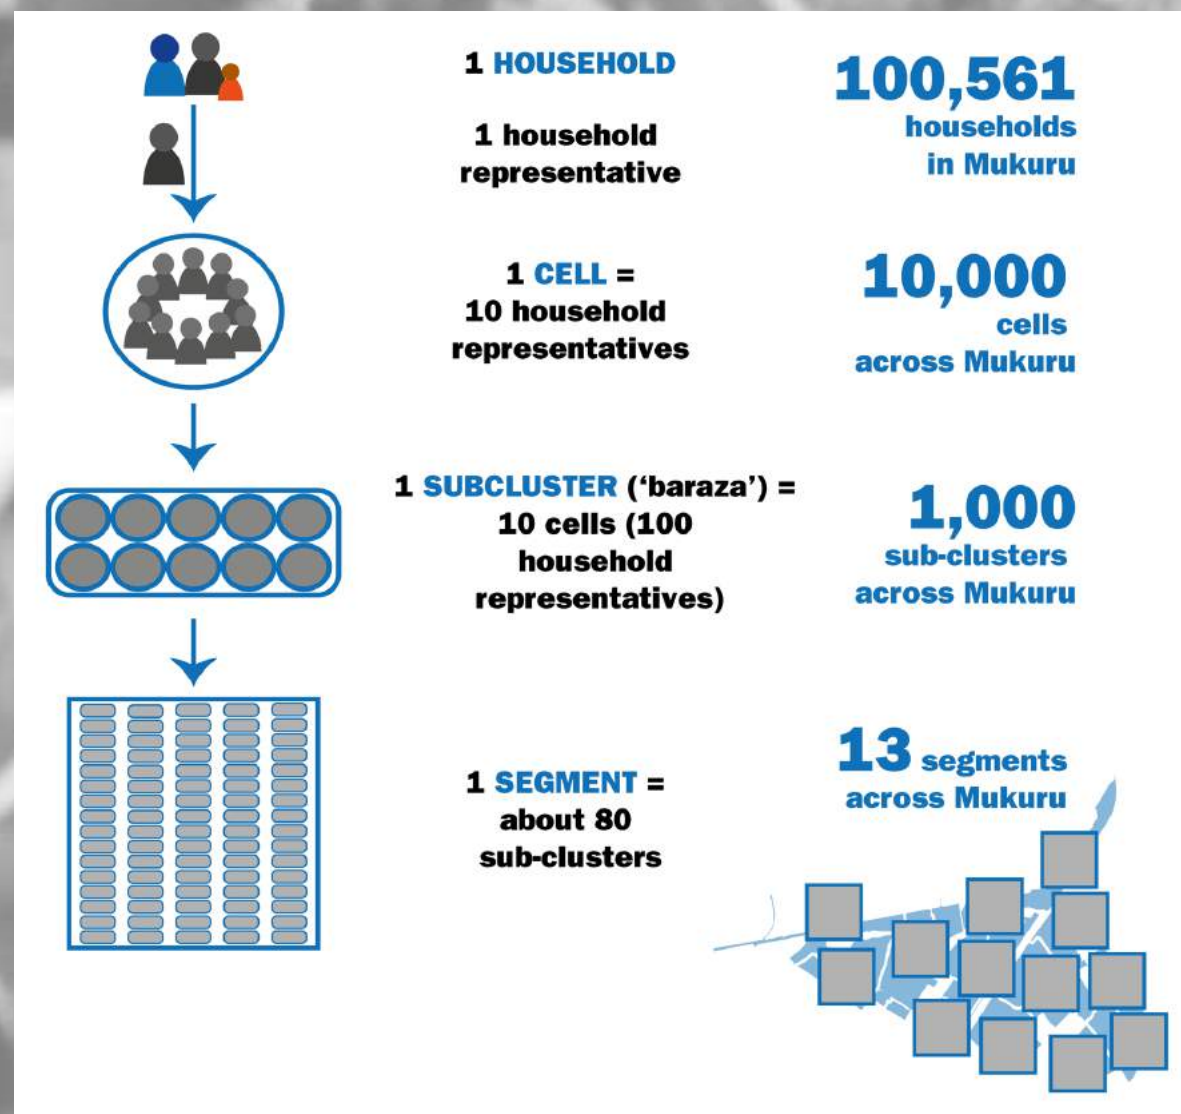 1 HOUSEHOLD
1 household
representative
100,561
households
in Mukuru
1 CELL =
10 household
representatives
10,000
cells
across Mukuru
1 SUBCLUSTER (‘baraza’) =
10 cells (100
household
representatives)
1,000
sub-clusters
across Mukuru
1 SEGMENT =
about 80
sub-clusters
13 segments
across Mukuru